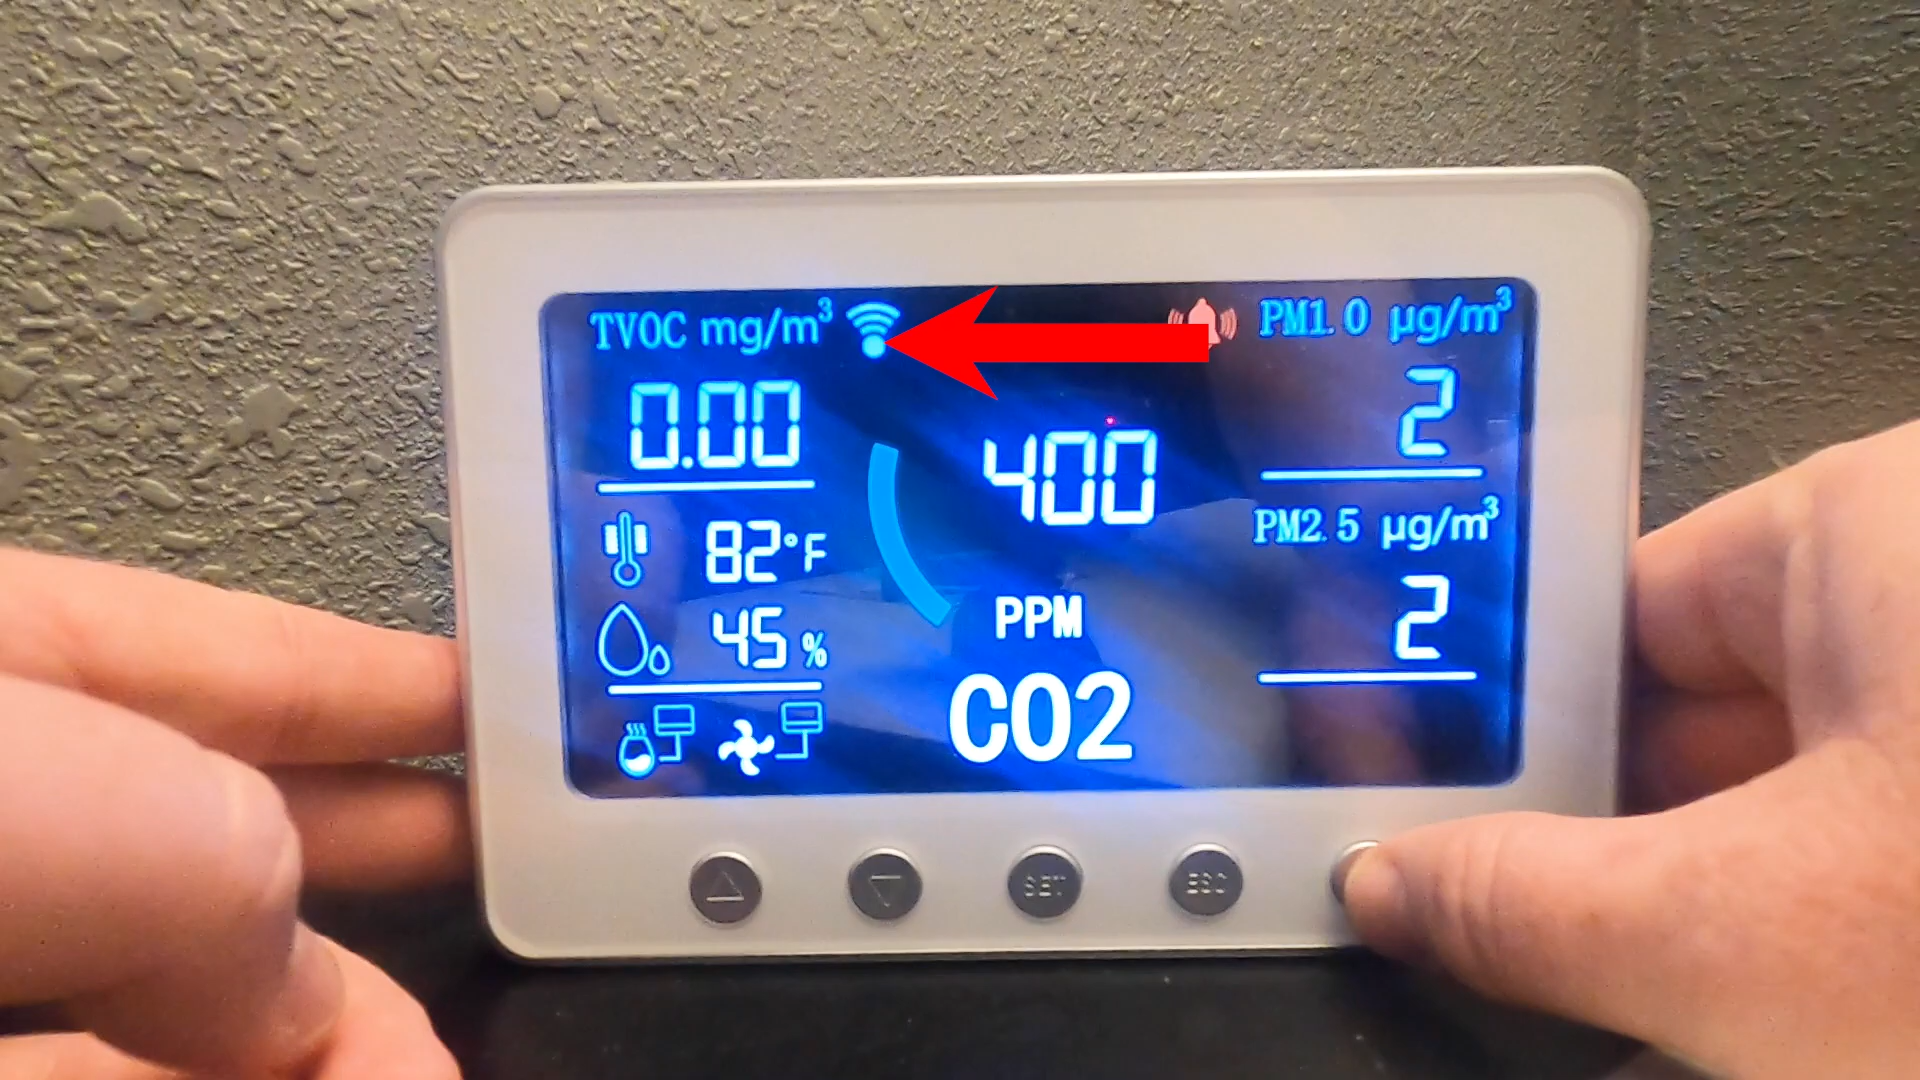 TVOC mg/m³
0.00
82°F
45%
400
PPM
CO2
PM1.0 µg/m³
2
PM2.5 µg/m³
2
SET
ESC